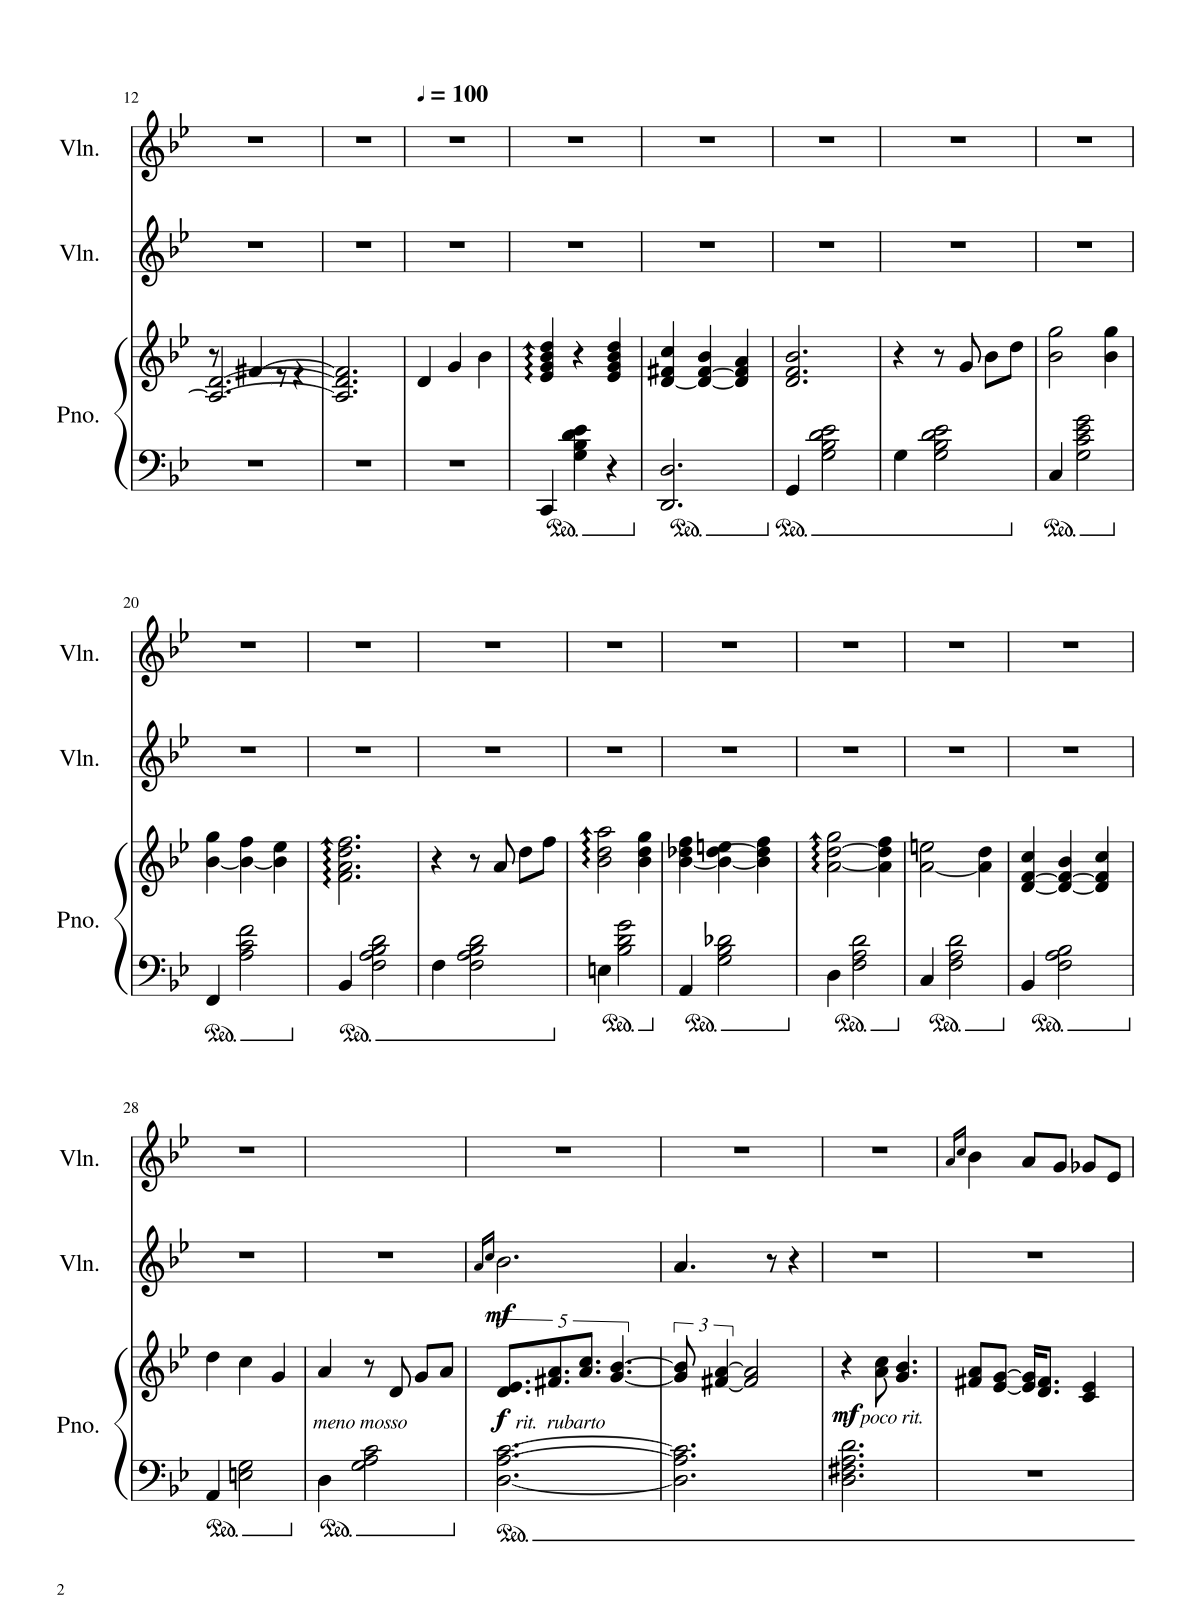 12
♩ = 100
Vln.
Vln.
Pno.
Ped. Ped. Ped. Ped.
20
Vln.
Vln.
Pno.
Ped. Ped. Ped. Ped. Ped. Ped. Ped.
28
Vln.
Vln.
mf
5 3
Pno.
meno mosso f rit. rubarto mf poco rit.
Ped. Ped. Ped.
2